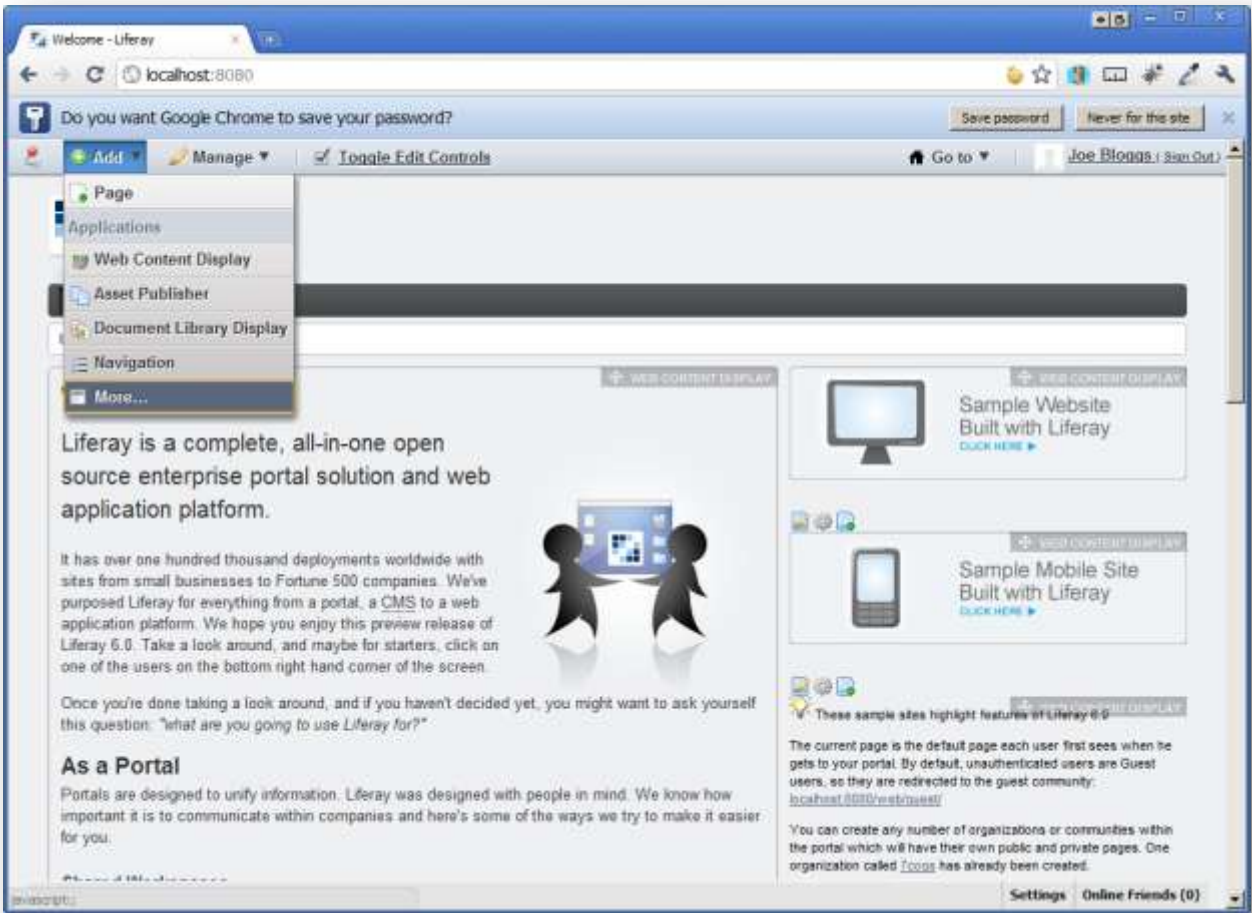 Welcome - Liferay
localhost:8080
Do you want Google Chrome to save your password?
Save password
Never for this site
Add
Manage
Toggle Edit Controls
Go to
Joe Bloggs (Sign Out)
Page
Applications
Web Content Display
Asset Publisher
Document Library Display
Navigation
More...
WEB CONTENT DISPLAY
Liferay is a complete, all-in-one open
source enterprise portal solution and web
application platform.
It has over one hundred thousand deployments worldwide with
sites from small businesses to Fortune 500 companies. We've
purposed Liferay for everything from a portal, a CMS to a web
application platform. We hope you enjoy this preview release of
Liferay 6.0. Take a look around, and maybe for starters, click on
one of the users on the bottom right hand corner of the screen.
Once you're done taking a look around, and if you haven't decided yet, you might want to ask yourself
this question: "what are you going to use Liferay for?"
As a Portal
Portals are designed to unify information. Liferay was designed with people in mind. We know how
important it is to communicate within companies and here's some of the ways we try to make it easier
for you.
WEB CONTENT DISPLAY
Sample Website
Built with Liferay
CLICK HERE
WEB CONTENT DISPLAY
Sample Mobile Site
Built with Liferay
CLICK HERE
These sample sites highlight features of Liferay 6.0
The current page is the default page each user first sees when he
gets to your portal. By default, unauthenticated users are Guest
users, so they are redirected to the guest community:
localhost:8080/web/guest/
You can create any number of organizations or communities within
the portal which will have their own public and private pages. One
organization called 7cogs has already been created.
Settings
Online Friends (0)